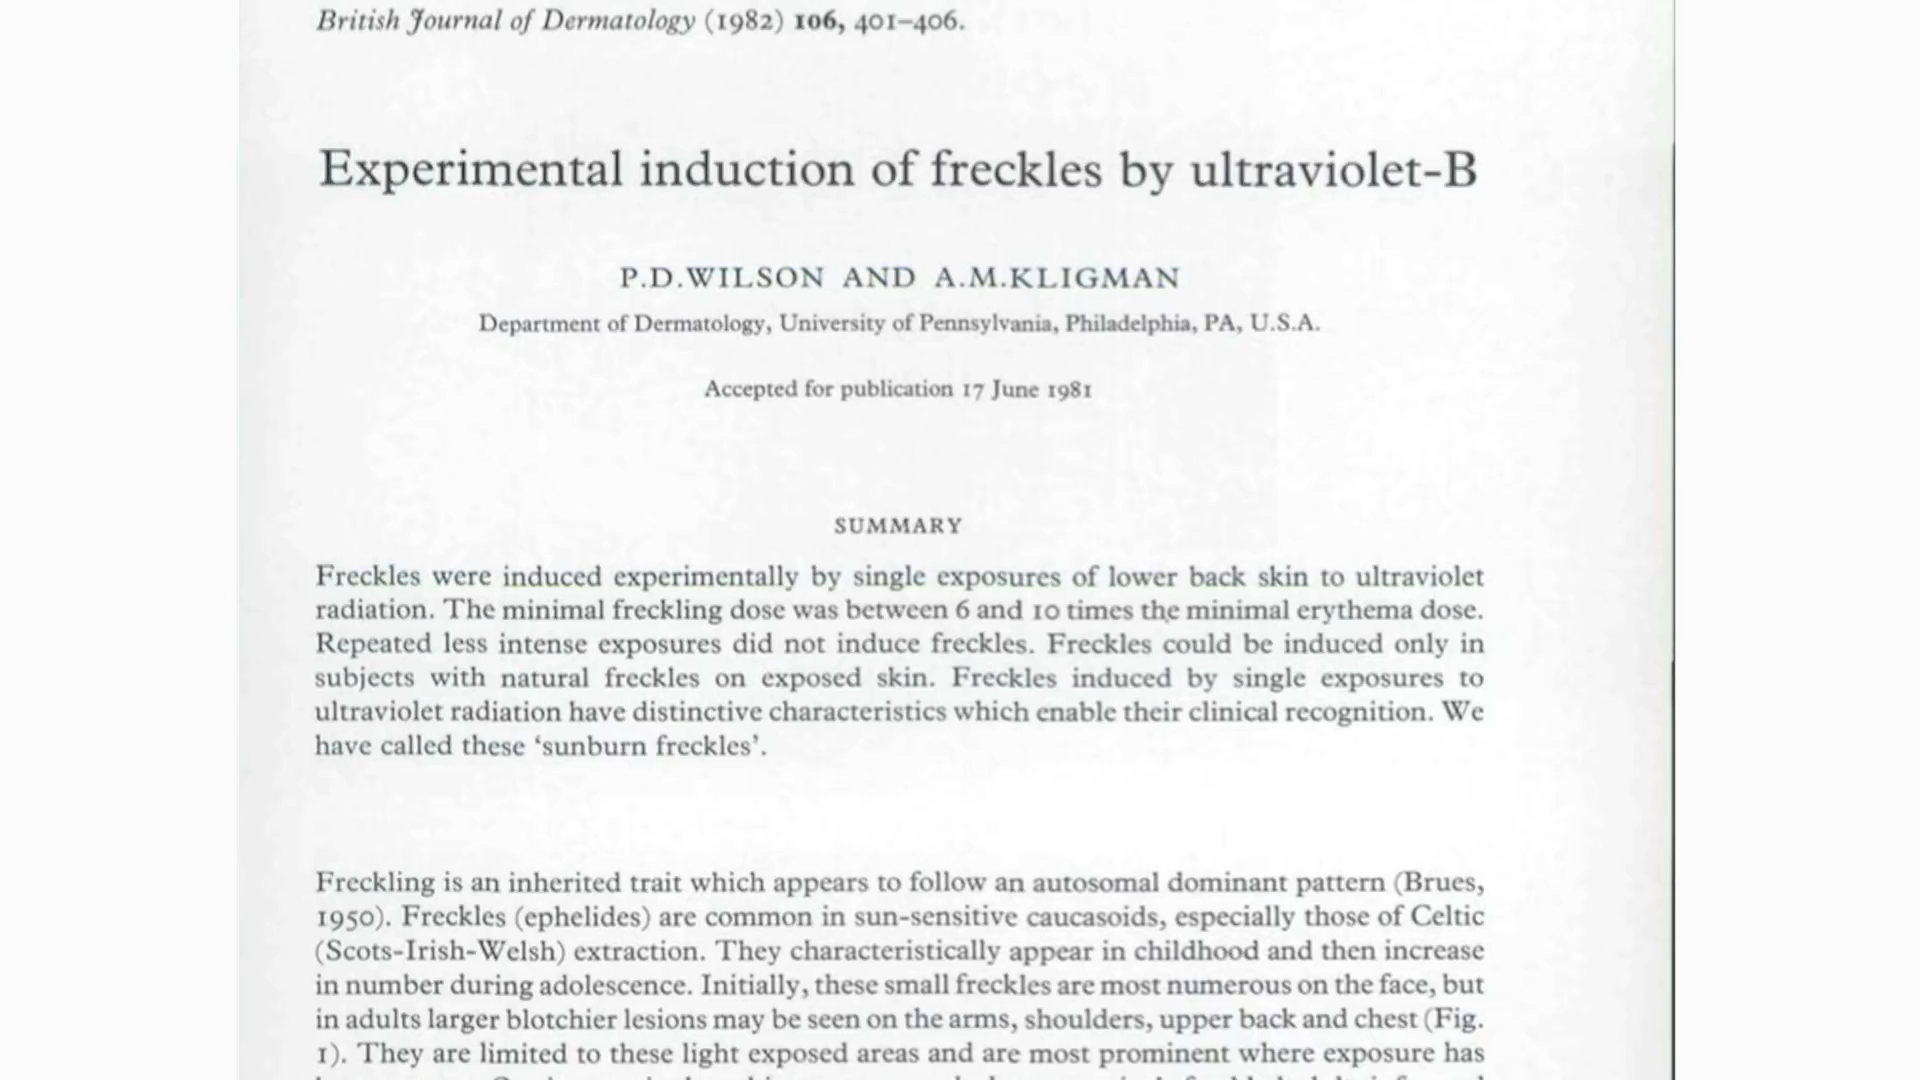 British Journal of Dermatology (1982) 106, 401–406.
Experimental induction of freckles by ultraviolet-B
P.D.WILSON AND A.M.KLIGMAN
Department of Dermatology, University of Pennsylvania, Philadelphia, PA, U.S.A.
Accepted for publication 17 June 1981
SUMMARY
Freckles were induced experimentally by single exposures of lower back skin to ultraviolet
radiation. The minimal freckling dose was between 6 and 10 times the minimal erythema dose.
Repeated less intense exposures did not induce freckles. Freckles could be induced only in
subjects with natural freckles on exposed skin. Freckles induced by single exposures to
ultraviolet radiation have distinctive characteristics which enable their clinical recognition. We
have called these ‘sunburn freckles’.
Freckling is an inherited trait which appears to follow an autosomal dominant pattern (Brues,
1950). Freckles (ephelides) are common in sun-sensitive caucasoids, especially those of Celtic
(Scots-Irish-Welsh) extraction. They characteristically appear in childhood and then increase
in number during adolescence. Initially, these small freckles are most numerous on the face, but
in adults larger blotchier lesions may be seen on the arms, shoulders, upper back and chest (Fig.
1). They are limited to these light exposed areas and are most prominent where exposure has